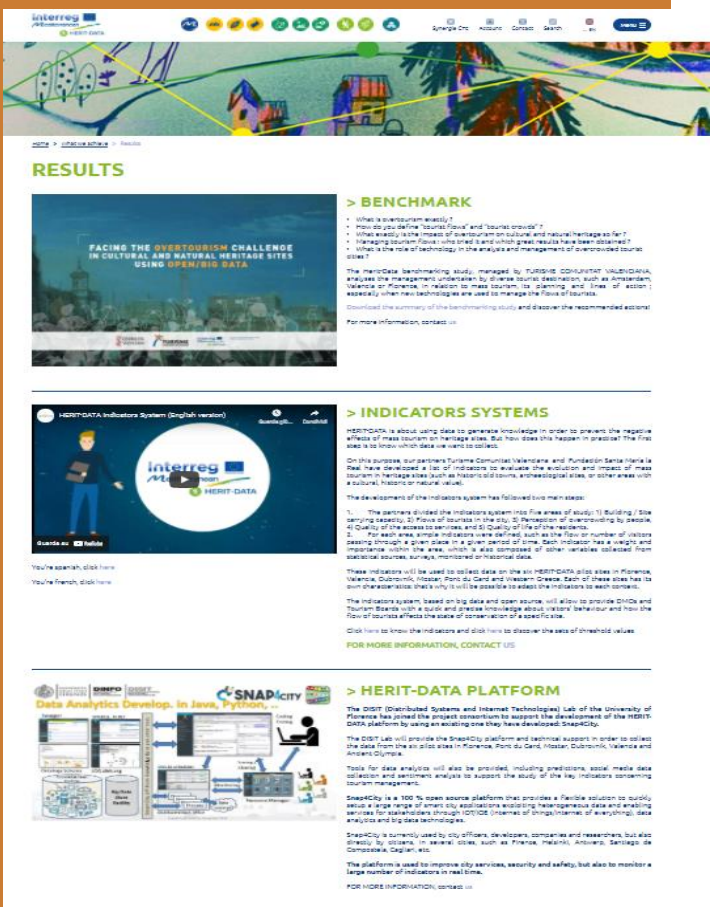 Interreg
Mediterranean
HERIT-DATA
Synergie CTE Account Contact Search EN Menu
Home > What we achieve > Results
RESULTS
FACING THE OVERTOURISM CHALLENGE
IN CULTURAL AND NATURAL HERITAGE SITES
USING OPEN/BIG DATA
> BENCHMARK
• What is overtourism exactly ?
• How do you define "tourist flows" and "tourist crowds" ?
• What exactly is the impact of overtourism on cultural and natural heritage so far ?
• Managing tourism flows : who tried it and which great results have been obtained ?
• What is the role of technology in the analysis and management of overcrowded tourist
cities ?
The Herit-Data benchmarking study, managed by TURISME COMUNITAT VALENCIANA,
analyses the management undertaken by diverse tourist destination, such as Amsterdam,
Valencia or Florence, in relation to mass tourism, its planning and lines of action ;
especially when new technologies are used to manage the flows of tourists.
Download the summary of the benchmarking study and discover the recommended actions!
For more information, contact us
HERIT-DATA Indicators System (English version)
Guarda più... Condividi
Interreg
Mediterranean
HERIT-DATA
Guarda su YouTube
You're spanish, click here
You're french, click here
> INDICATORS SYSTEMS
HERIT-DATA is about using data to generate knowledge in order to prevent the negative
effects of mass tourism on heritage sites. But how does this happen in practice? The first
step is to know which data we want to collect.
On this purpose, our partners Turisme Comunitat Valenciana and Fundación Santa María la
Real have developed a list of indicators to evaluate the evolution and impact of mass
tourism in heritage sites (such as historic old towns, archaeological sites, or other areas with
a cultural, historic or natural value).
The development of the indicators system has followed two main steps:
1. The partners divided the indicators system into five areas of study: 1) Building / Site
carrying capacity, 2) Flows of tourists in the city, 3) Perception of overcrowding by people,
4) Quality of the access to services, and 5) Quality of life of the residents.
2. For each area, simple indicators were defined, such as the flow or number of visitors
passing through a given place in a given period of time. Each indicator has a weight and
importance within the area, which is also composed of other variables collected from
statistical sources, surveys, monitored or historical data.
These indicators will be used to collect data on the six HERIT-DATA pilot sites in Florence,
Valencia, Dubrovnik, Mostar, Pont du Gard and Western Greece. Each of these sites has its
own characteristics: that's why it will be possible to adapt the indicators to each context.
The indicators system, based on big data and open source, will allow to provide DMOs and
Tourism Boards with a quick and precise knowledge about visitors' behaviour and how the
flow of tourists affects the state of conservation of a specific site.
Click here to know the indicators and click here to discover the sets of threshold values
FOR MORE INFORMATION, CONTACT US
DINFO DISIT SNAP4CITY
Data Analytics Develop. in Java, Python, ..
> HERIT-DATA PLATFORM
The DISIT (Distributed Systems and Internet Technologies) Lab of the University of
Florence has joined the project consortium to support the development of the HERIT-
DATA platform by using an existing one they have developed: Snap4City.
The DISIT Lab will provide the Snap4City platform and technical support in order to collect
the data from the six pilot sites in Florence, Pont du Gard, Mostar, Dubrovnik, Valencia and
Ancient Olympia.
Tools for data analytics will also be provided, including predictions, social media data
collection and sentiment analysis to support the study of the key indicators concerning
tourism management.
Snap4City is a 100 % open source platform that provides a flexible solution to quickly
setup a large range of smart city applications exploiting heterogeneous data and enabling
services for stakeholders through IOT/IOE (internet of things/internet of everything), data
analytics and big data technologies.
Snap4City is currently used by city officers, developers, companies and researchers, but also
directly by citizens, in several cities, such as Firenze, Helsinki, Antwerp, Santiago de
Compostela, Cagliari, etc.
The platform is used to improve city services, security and safety, but also to monitor a
large number of indicators in real time.
FOR MORE INFORMATION, contact us